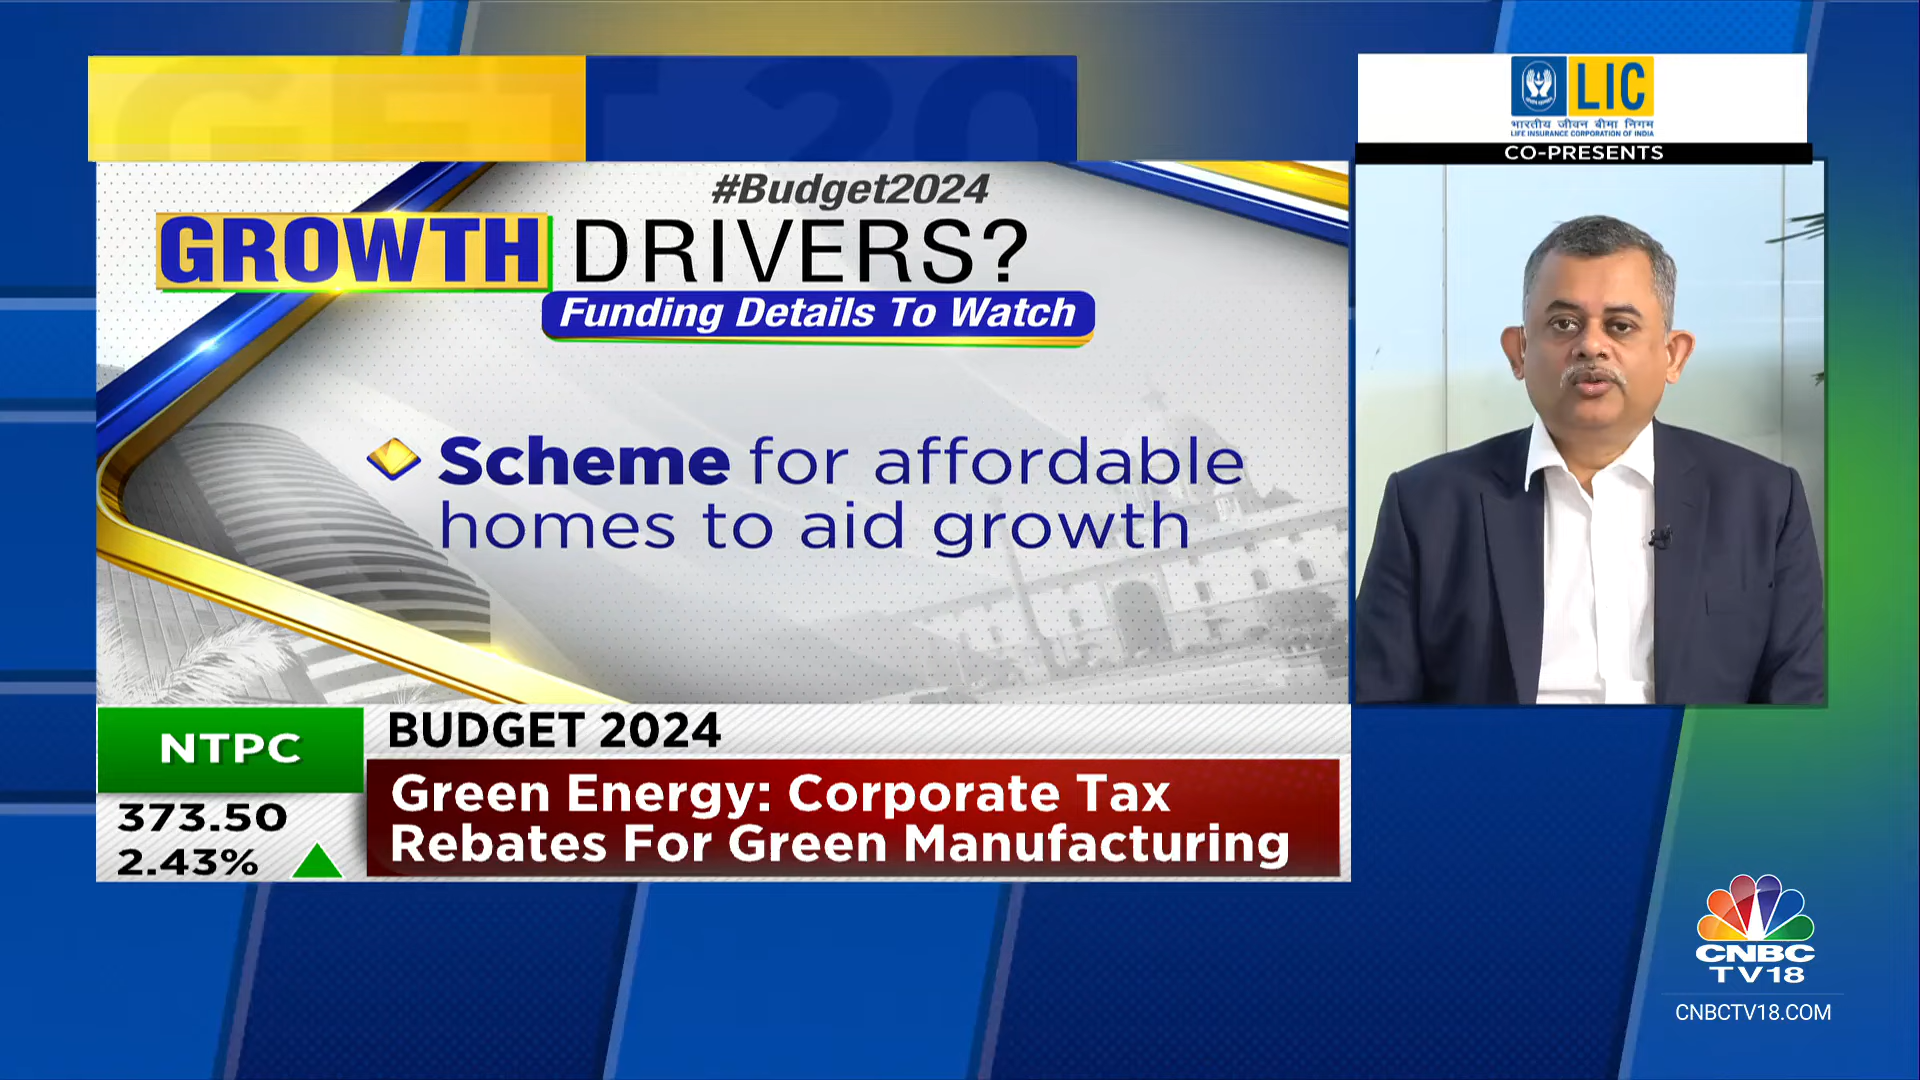 #Budget2024
GROWTH DRIVERS?
Funding Details To Watch
Scheme for affordable
homes to aid growth
NTPC
373.50
2.43%
BUDGET 2024
Green Energy: Corporate Tax
Rebates For Green Manufacturing
LIC
भारतीय जीवन बीमा निगम
LIFE INSURANCE CORPORATION OF INDIA
CO-PRESENTS
CNBC
TV18
CNBCTV18.COM